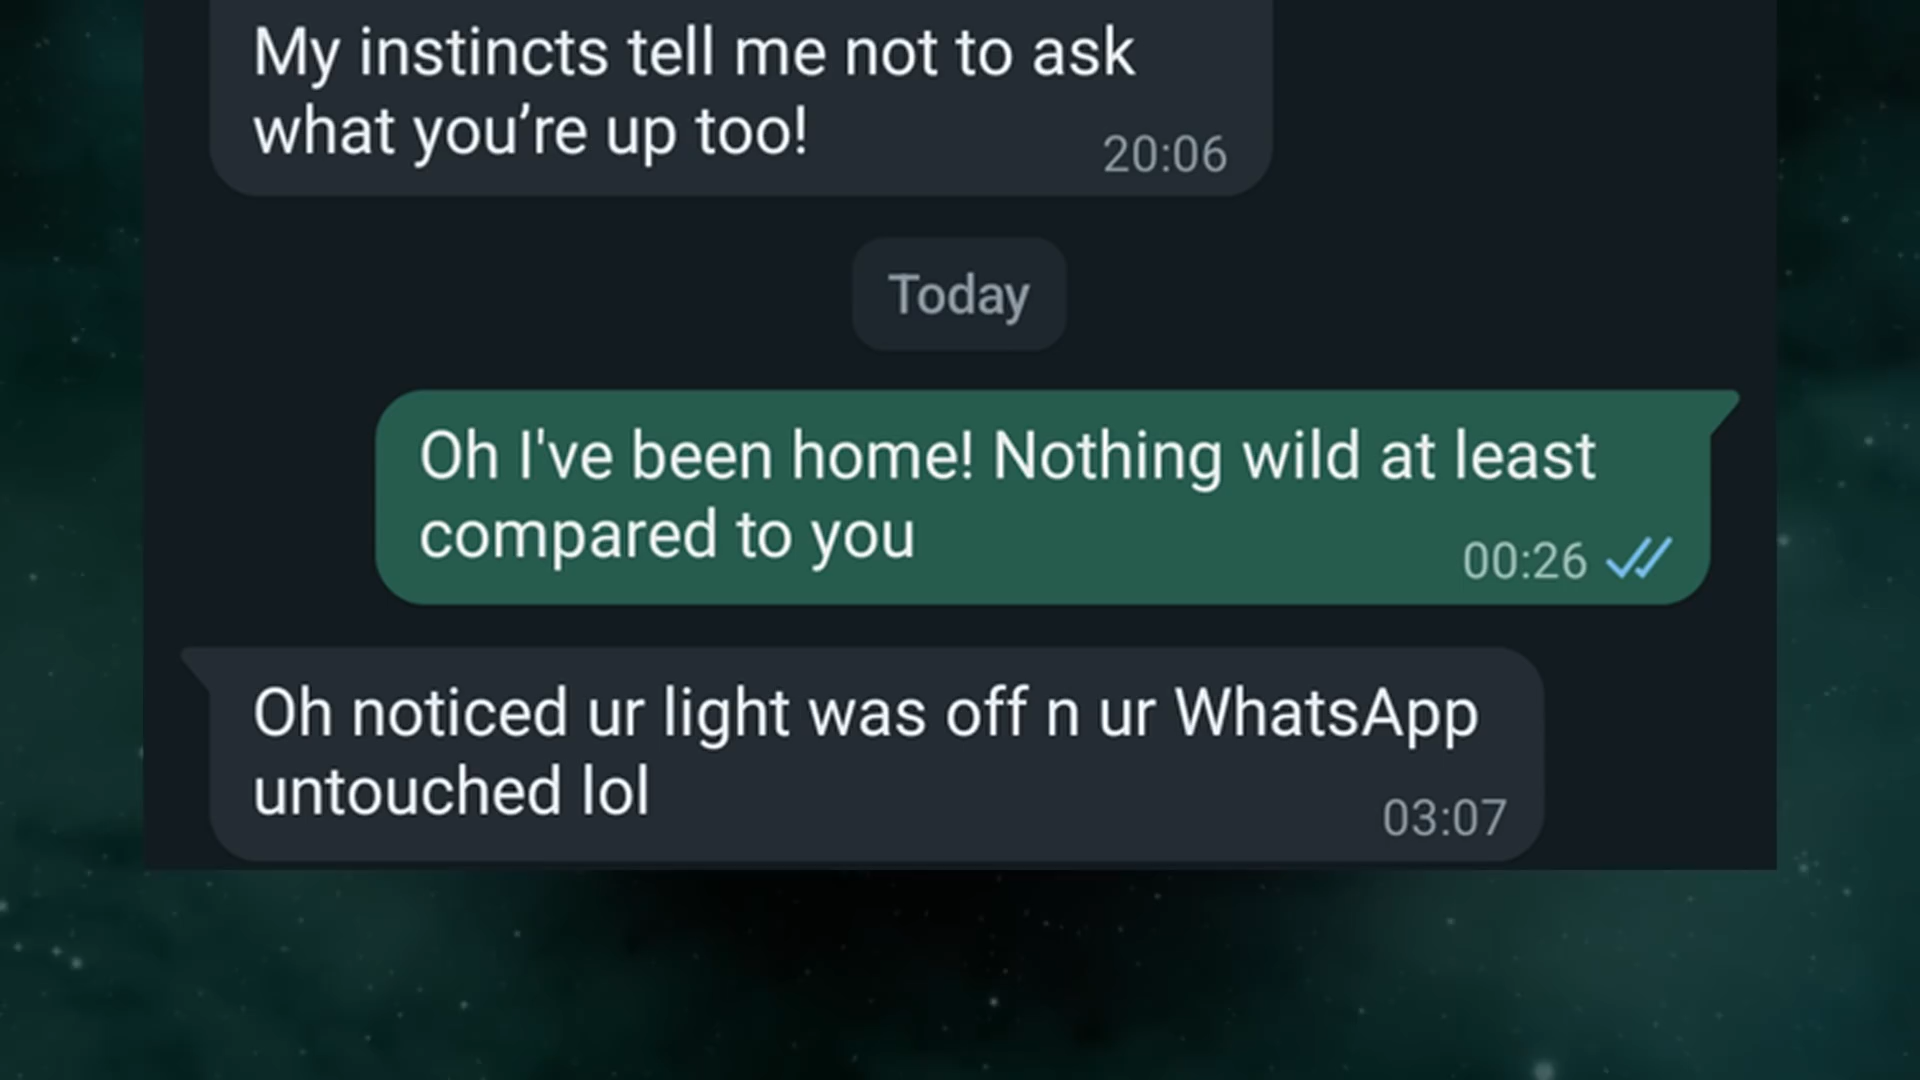 My instincts tell me not to ask
what you’re up too!
20:06
Today
Oh I've been home! Nothing wild at least
compared to you
00:26
Oh noticed ur light was off n ur WhatsApp
untouched lol
03:07